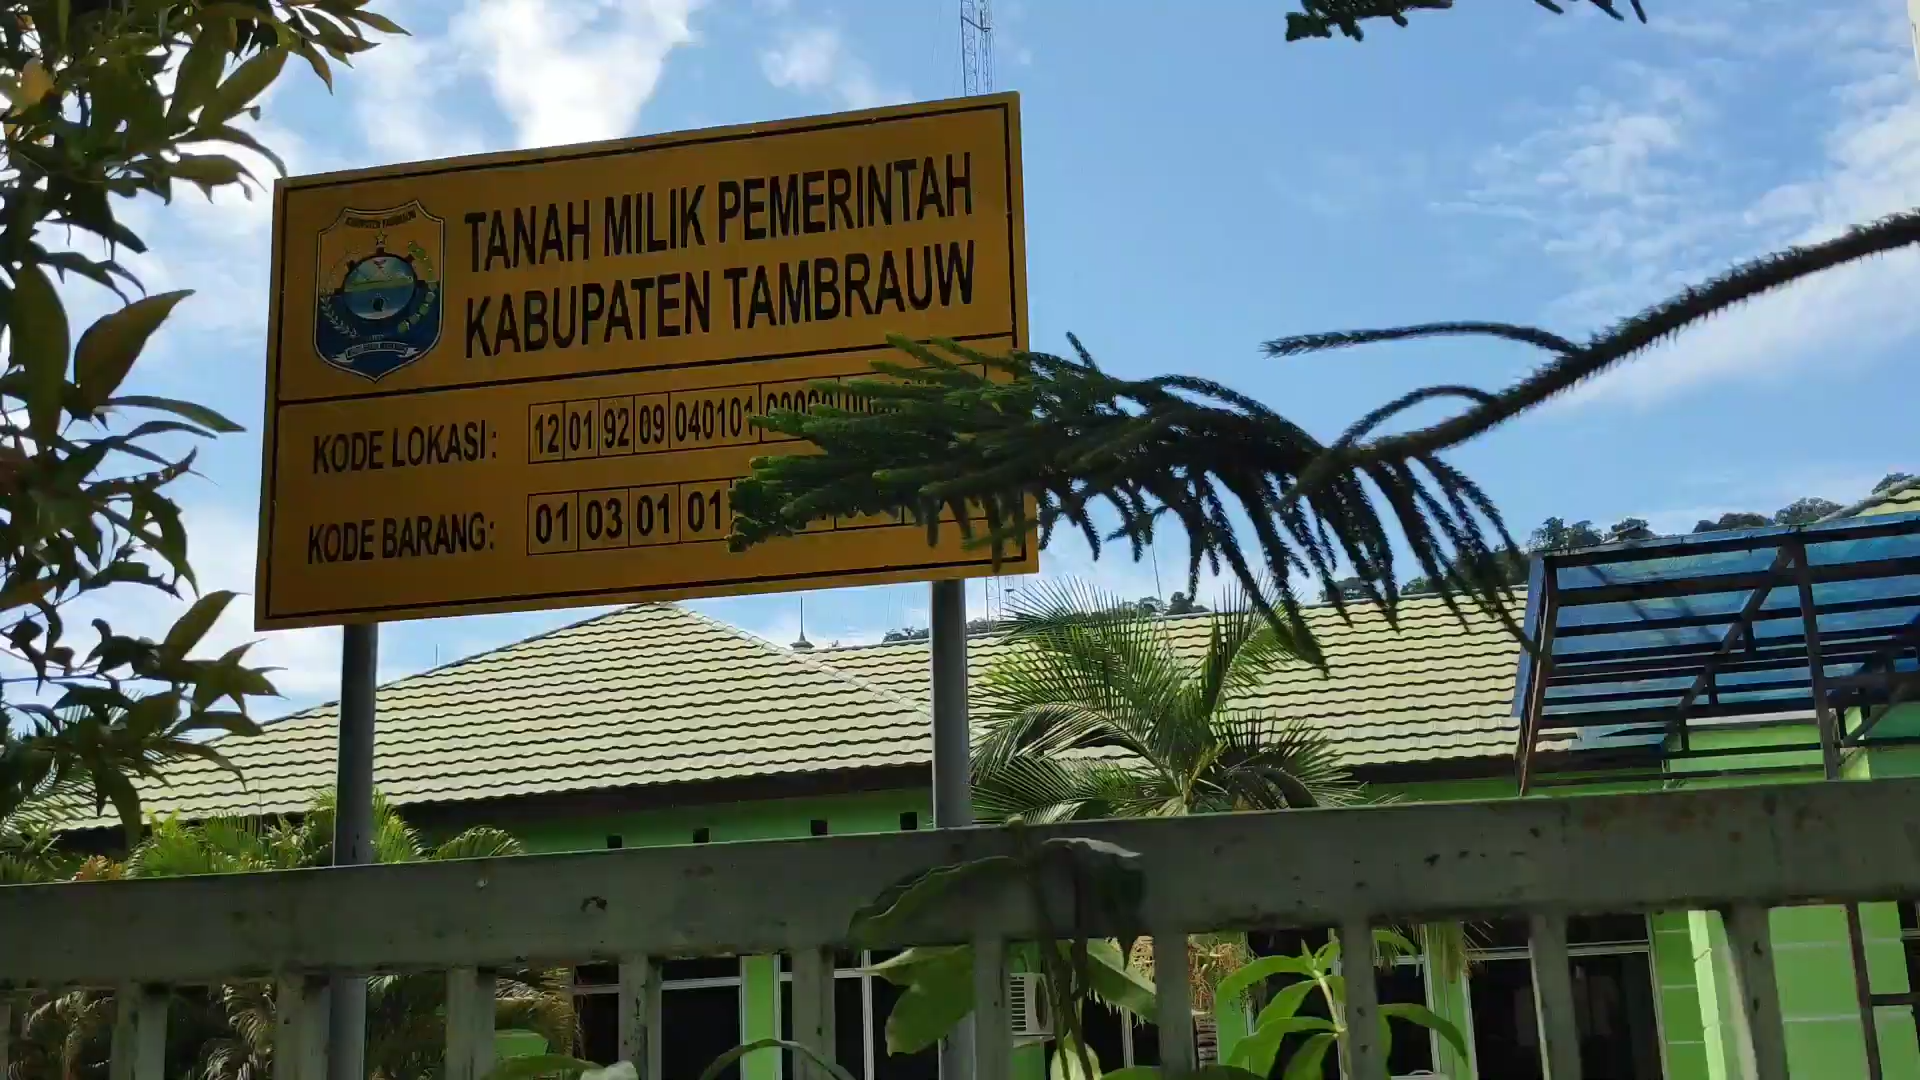 TANAH MILIK PEMERINTAH
KABUPATEN TAMBRAUW
KODE LOKASI: 12 01 92 09 040101
KODE BARANG: 01 03 01 01